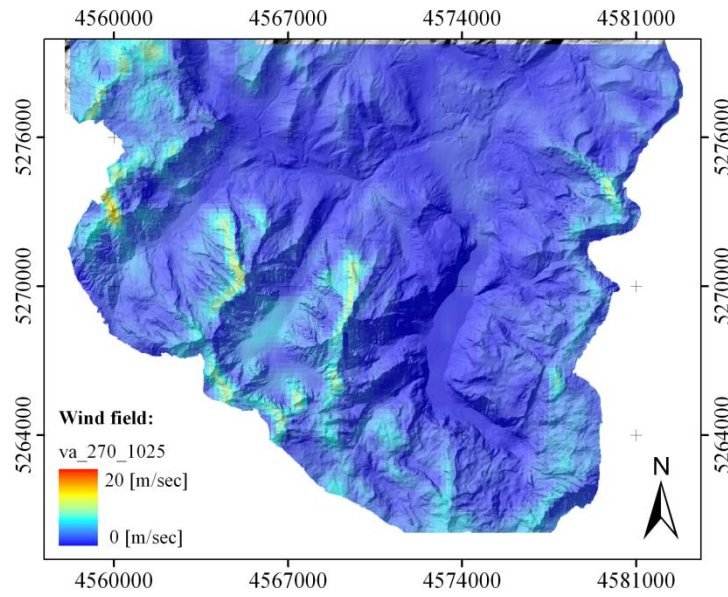 4560000 4567000 4574000 4581000
5276000 5276000
5270000 5270000
5264000 5264000
Wind field:
va_270_1025
20 [m/sec]
0 [m/sec]
N
4560000 4567000 4574000 4581000